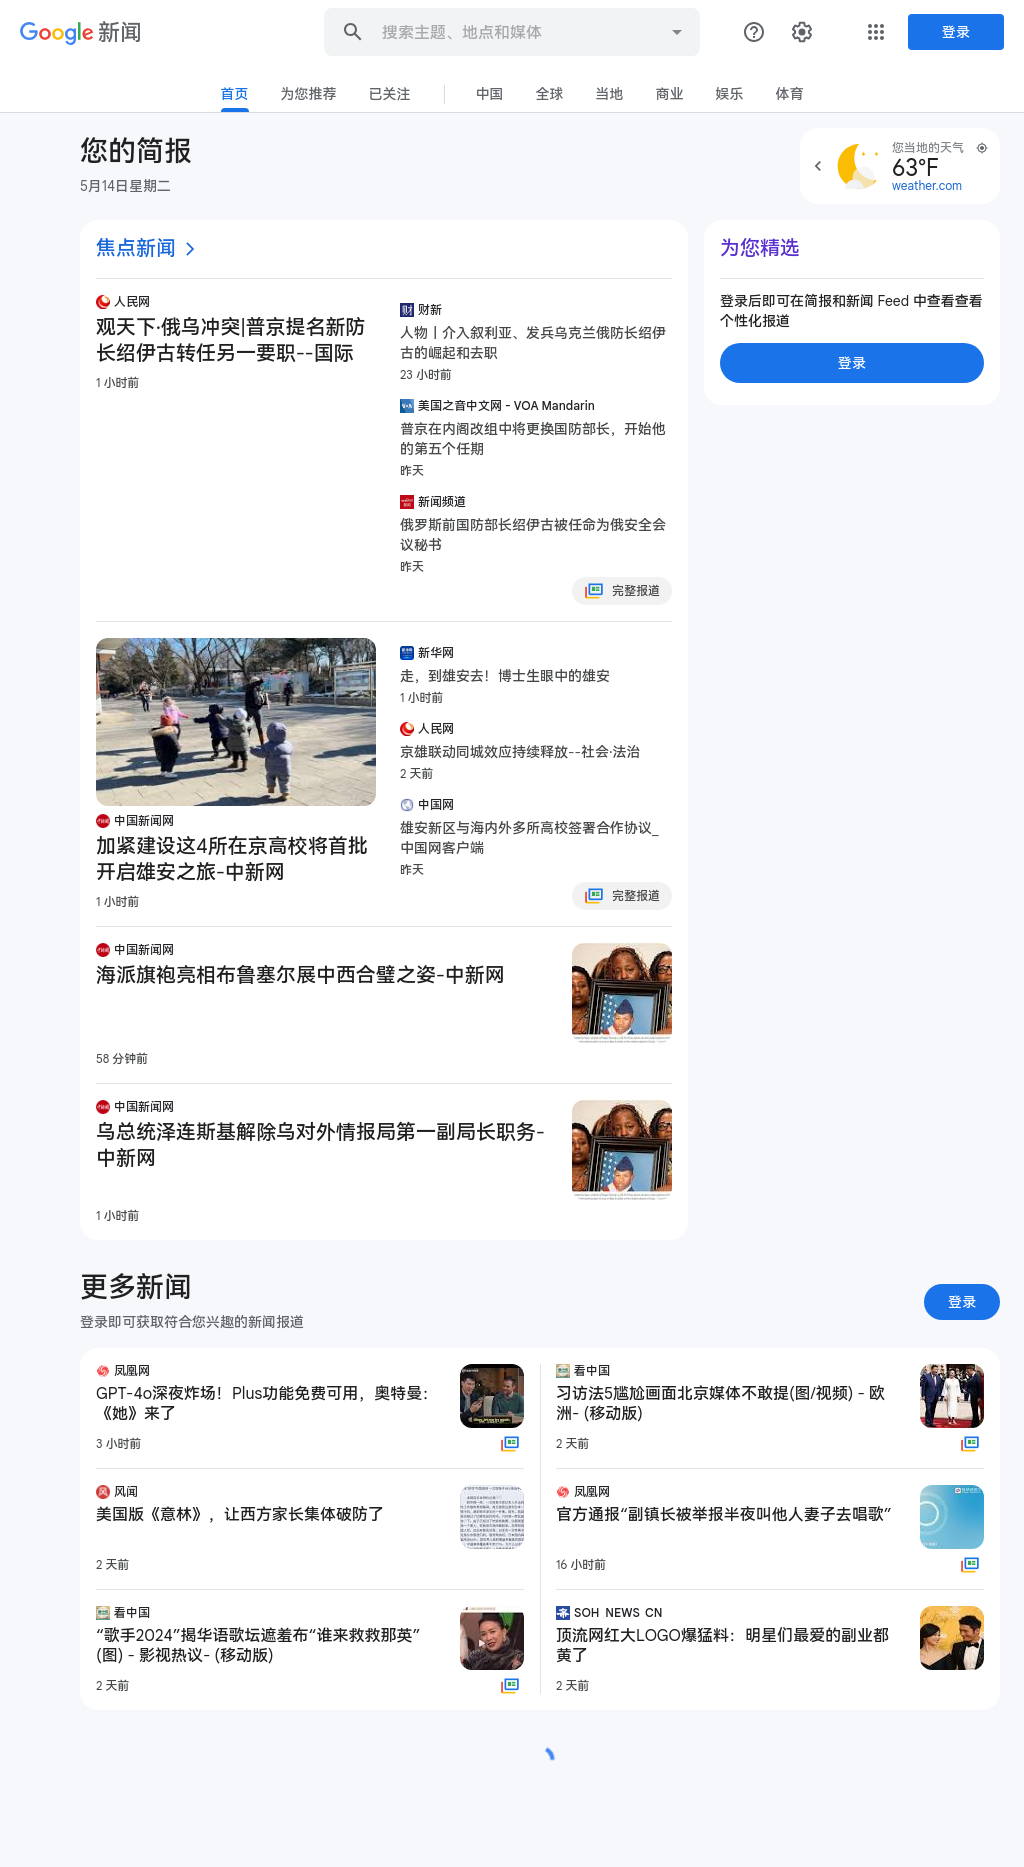 Google 新闻
搜索主题、地点和媒体
登录
首页
为您推荐
已关注
中国
全球
当地
商业
娱乐
体育
您的简报
5月14日星期二
您当地的天气
63°F
weather.com
焦点新闻
人民网
观天下·俄乌冲突|普京提名新防
长绍伊古转任另一要职--国际
1 小时前
财新
人物｜介入叙利亚、发兵乌克兰俄防长绍伊
古的崛起和去职
23 小时前
美国之音中文网 - VOA Mandarin
普京在内阁改组中将更换国防部长，开始他
的第五个任期
昨天
新闻频道
俄罗斯前国防部长绍伊古被任命为俄安全会
议秘书
昨天
完整报道
为您精选
登录后即可在简报和新闻 Feed 中查看查看
个性化报道
登录
中国新闻网
加紧建设这4所在京高校将首批
开启雄安之旅-中新网
1 小时前
新华网
走，到雄安去！博士生眼中的雄安
1 小时前
人民网
京雄联动同城效应持续释放--社会·法治
2 天前
中国网
雄安新区与海内外多所高校签署合作协议_
中国网客户端
昨天
完整报道
中国新闻网
海派旗袍亮相布鲁塞尔展中西合璧之姿-中新网
58 分钟前
中国新闻网
乌总统泽连斯基解除乌对外情报局第一副局长职务-
中新网
1 小时前
更多新闻
登录即可获取符合您兴趣的新闻报道
登录
凤凰网
GPT-4o深夜炸场！Plus功能免费可用，奥特曼：
《她》来了
3 小时前
看中国
习访法5尴尬画面北京媒体不敢提(图/视频) - 欧
洲- (移动版)
2 天前
风闻
美国版《意林》，让西方家长集体破防了
2 天前
凤凰网
官方通报“副镇长被举报半夜叫他人妻子去唱歌”
16 小时前
看中国
“歌手2024”揭华语歌坛遮羞布“谁来救救那英”
(图) - 影视热议- (移动版)
2 天前
SOH NEWS CN
顶流网红大LOGO爆猛料：明星们最爱的副业都
黄了
2 天前